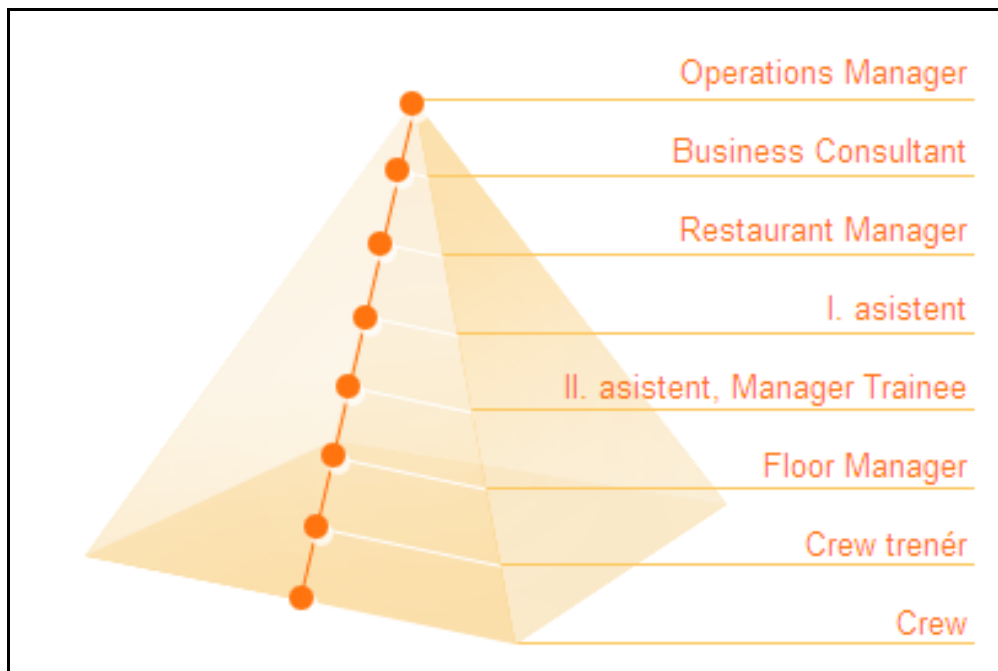 Operations Manager
Business Consultant
Restaurant Manager
I. asistent
II. asistent, Manager Trainee
Floor Manager
Crew trenér
Crew